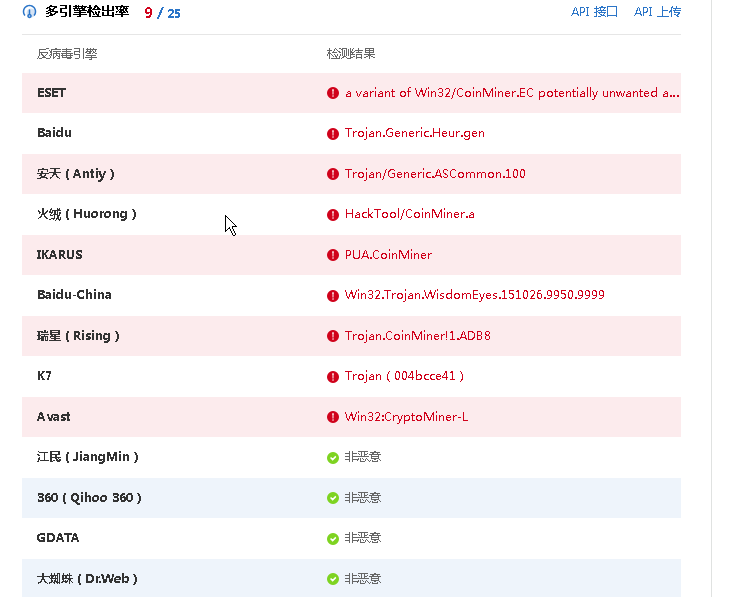 多引擎检出率 9 / 25 API 接口 API 上传
反病毒引擎 检测结果
ESET a variant of Win32/CoinMiner.EC potentially unwanted a...
Baidu Trojan.Generic.Heur.gen
安天 ( Antiy ) Trojan/Generic.ASCommon.100
火绒 ( Huorong ) HackTool/CoinMiner.a
IKARUS PUA.CoinMiner
Baidu-China Win32.Trojan.WisdomEyes.151026.9950.9999
瑞星 ( Rising ) Trojan.CoinMiner!1.ADB8
K7 Trojan ( 004bcce41 )
Avast Win32:CryptoMiner-L
江民 ( JiangMin ) 非恶意
360 ( Qihoo 360 ) 非恶意
GDATA 非恶意
大蜘蛛 ( Dr.Web ) 非恶意